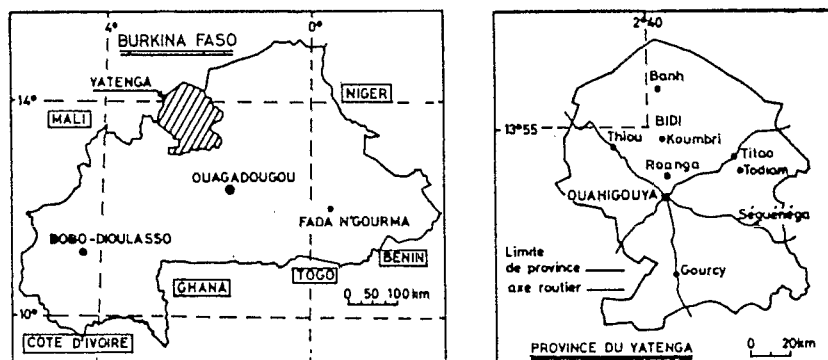 4°
0°
BURKINA FASO
YATENGA
14°
MALI
NIGER
OUAGADOUGOU
FADA N'GOURMA
BOBO-DIOULASSO
BENIN
TOGO
GHANA
0 50 100 km
10°
COTE D'IVOIRE
2°40
Banh
BIDI
13°55
Koumbri
Thiou
Titao
Roanga
Todiam
OUAHIGOUYA
Séguénéga
Limite
de province
axe routier
Gourcy
PROVINCE DU YATENGA
0 20km